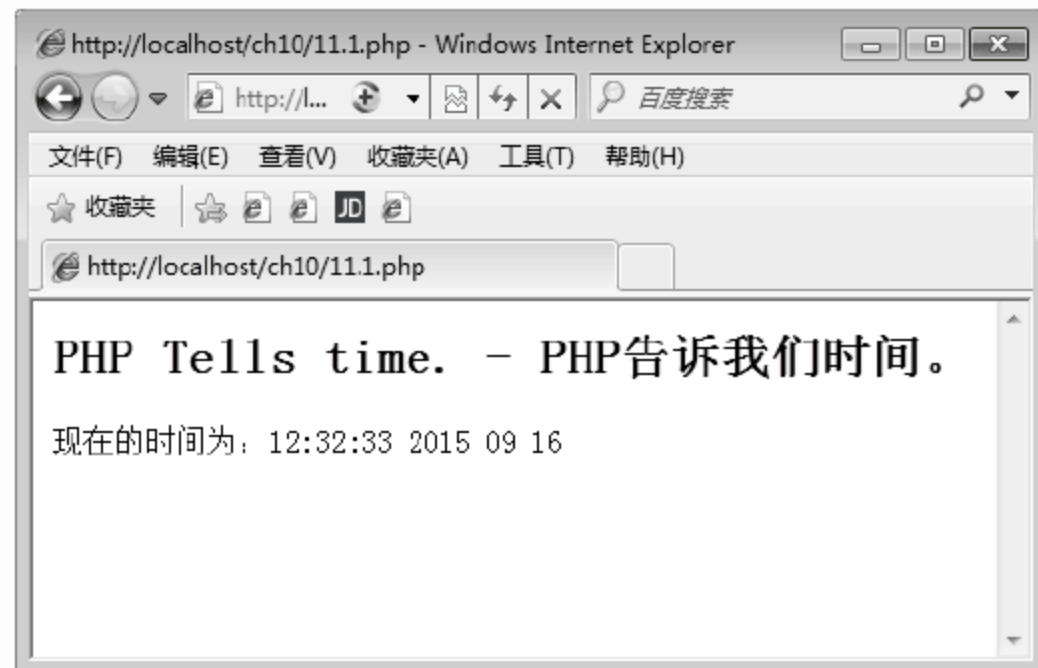 http://localhost/ch10/11.1.php - Windows Internet Explorer
http://l... 百度搜索
文件(F) 编辑(E) 查看(V) 收藏夹(A) 工具(T) 帮助(H)
收藏夹 JD
http://localhost/ch10/11.1.php
PHP Tells time. - PHP告诉我们时间。
现在的时间为：12:32:33 2015 09 16